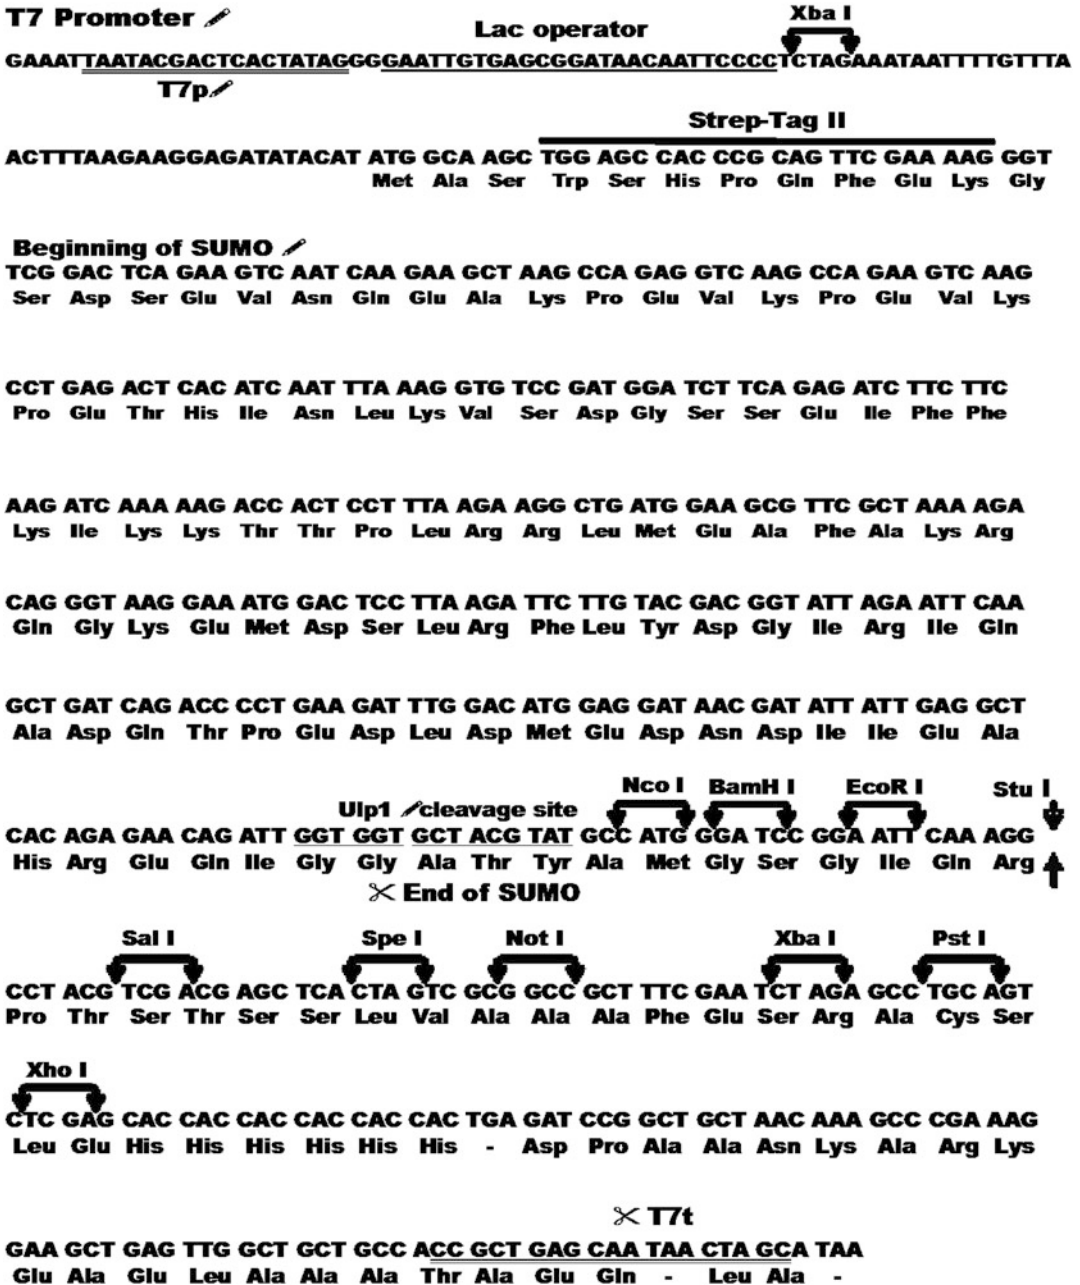 T7 Promoter
Lac operator
Xba I
GAAATTAATACGACTCACTATAGGGGAATTGTGAGCGGATAACAATTCCCCTCTAGAAATAATTTTGTTTA
T7p
Strep-Tag II
ACTTTAAGAAGGAGATATACAT ATG GCA AGC TGG AGC CAC CCG CAG TTC GAA AAG GGT
Met Ala Ser Trp Ser His Pro Gln Phe Glu Lys Gly
Beginning of SUMO
TCG GAC TCA GAA GTC AAT CAA GAA GCT AAG CCA GAG GTC AAG CCA GAA GTC AAG
Ser Asp Ser Glu Val Asn Gln Glu Ala Lys Pro Glu Val Lys Pro Glu Val Lys
CCT GAG ACT CAC ATC AAT TTA AAG GTG TCC GAT GGA TCT TCA GAG ATC TTC TTC
Pro Glu Thr His Ile Asn Leu Lys Val Ser Asp Gly Ser Ser Glu Ile Phe Phe
AAG ATC AAA AAG ACC ACT CCT TTA AGA AGG CTG ATG GAA GCG TTC GCT AAA AGA
Lys Ile Lys Lys Thr Thr Pro Leu Arg Arg Leu Met Glu Ala Phe Ala Lys Arg
CAG GGT AAG GAA ATG GAC TCC TTA AGA TTC TTG TAC GAC GGT ATT AGA ATT CAA
Gln Gly Lys Glu Met Asp Ser Leu Arg Phe Leu Tyr Asp Gly Ile Arg Ile Gln
GCT GAT CAG ACC CCT GAA GAT TTG GAC ATG GAG GAT AAC GAT ATT ATT GAG GCT
Ala Asp Gln Thr Pro Glu Asp Leu Asp Met Glu Asp Asn Asp Ile Ile Glu Ala
Ulp1 cleavage site
Nco I
BamH I
EcoR I
Stu I
CAC AGA GAA CAG ATT GGT GGT GCT ACG TAT GCC ATG GGA TCC GGA ATT CAA AGG
His Arg Glu Gln Ile Gly Gly Ala Thr Tyr Ala Met Gly Ser Gly Ile Gln Arg
End of SUMO
Sal I
Spe I
Not I
Xba I
Pst I
CCT ACG TCG ACG AGC TCA CTA GTC GCG GCC GCT TTC GAA TCT AGA GCC TGC AGT
Pro Thr Ser Thr Ser Ser Leu Val Ala Ala Ala Phe Glu Ser Arg Ala Cys Ser
Xho I
CTC GAG CAC CAC CAC CAC CAC CAC TGA GAT CCG GCT GCT AAC AAA GCC CGA AAG
Leu Glu His His His His His His - Asp Pro Ala Ala Asn Lys Ala Arg Lys
T7t
GAA GCT GAG TTG GCT GCT GCC ACC GCT GAG CAA TAA CTA GCA TAA
Glu Ala Glu Leu Ala Ala Ala Thr Ala Glu Gln - Leu Ala -